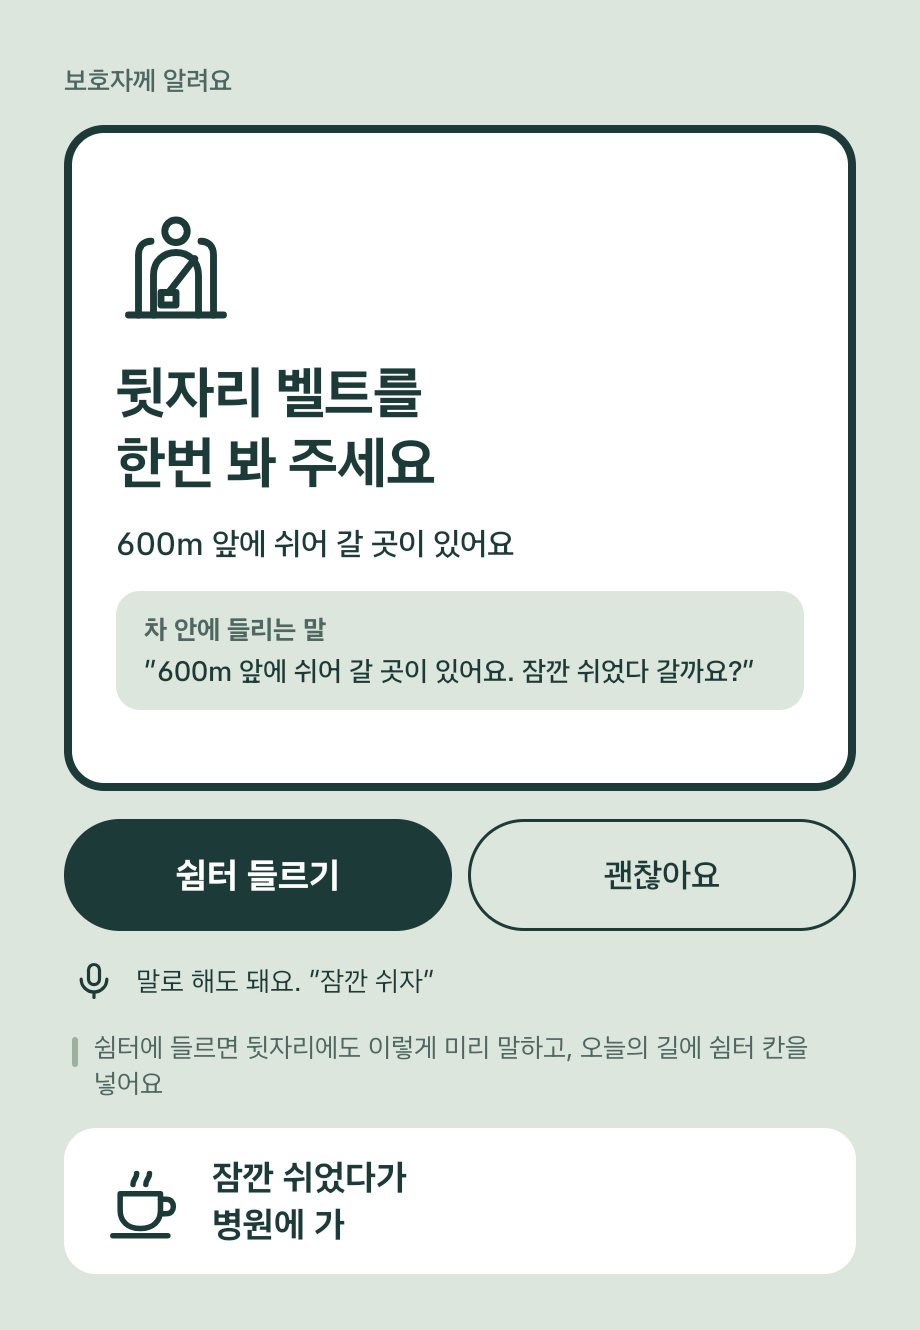 보호자께 알려요
뒷자리 벨트를
한번 봐 주세요
600m 앞에 쉬어 갈 곳이 있어요
차 안에 들리는 말
"600m 앞에 쉬어 갈 곳이 있어요. 잠깐 쉬었다 갈까요?"
쉼터 들르기
괜찮아요
말로 해도 돼요. "잠깐 쉬자"
쉼터에 들르면 뒷자리에도 이렇게 미리 말하고, 오늘의 길에 쉼터 칸을
넣어요
잠깐 쉬었다가
병원에 가